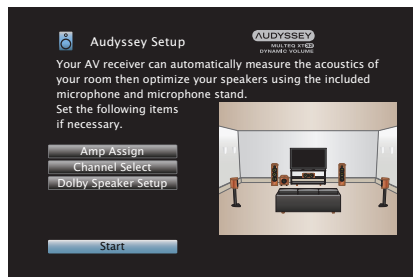 Audyssey Setup
AUDYSSEY
MULTEQ XT32
DYNAMIC VOLUME
Your AV receiver can automatically measure the acoustics of
your room then optimize your speakers using the included
microphone and microphone stand.
Set the following items
if necessary.
Amp Assign
Channel Select
Dolby Speaker Setup
Start